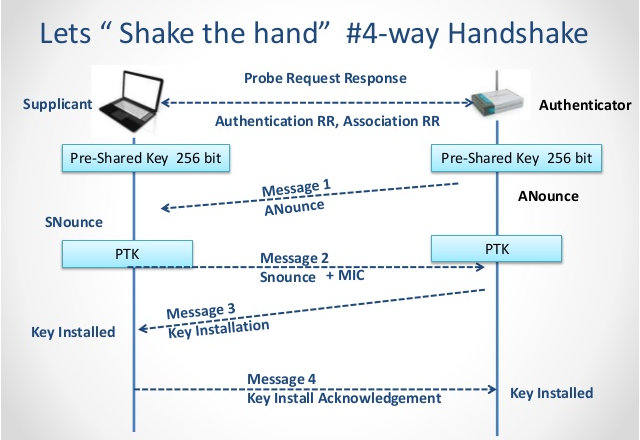 Lets “ Shake the hand” #4-way Handshake
Probe Request Response
Supplicant
Authenticator
Authentication RR, Association RR
Pre-Shared Key 256 bit
Pre-Shared Key 256 bit
Message 1
ANounce
ANounce
SNounce
PTK
PTK
Message 2
Snounce + MIC
Message 3
Key Installation
Key Installed
Message 4
Key Install Acknowledgement
Key Installed